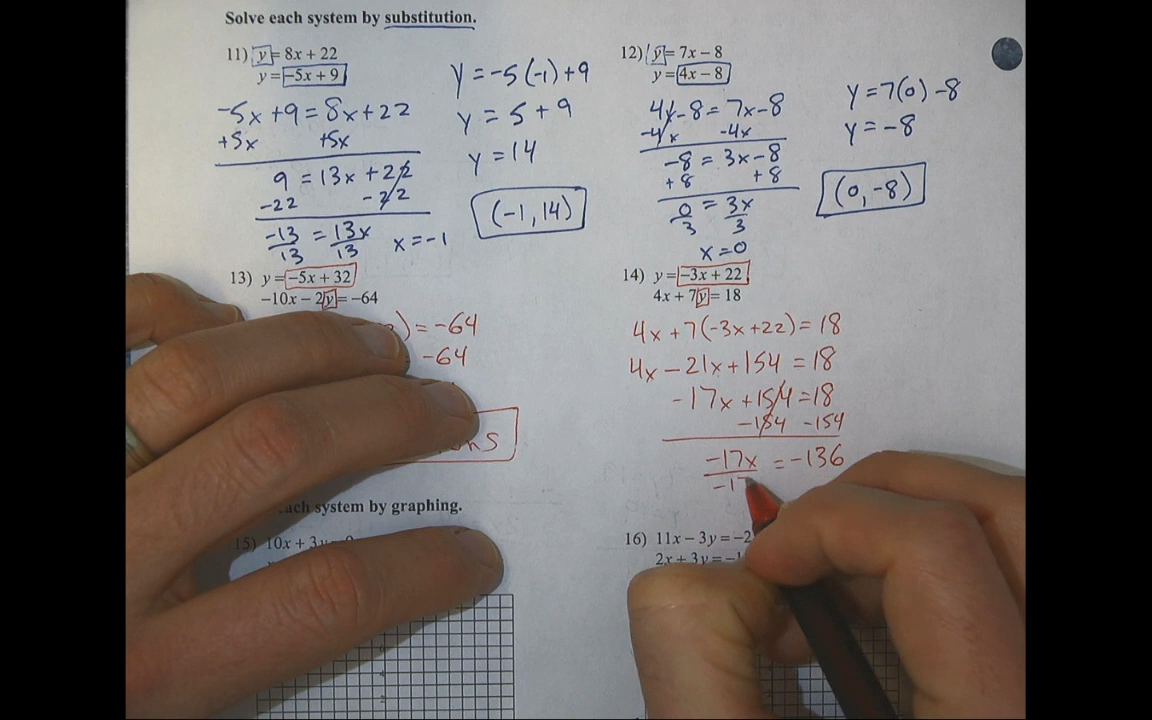 Solve each system by substitution.
11) y = 8x + 22
y = −5x + 9
-5x + 9 = 8x + 22
+5x +5x
9 = 13x + 22
-22 -22
-13 = 13x
13 13
x = -1
y = -5(-1) + 9
y = 5 + 9
y = 14
(-1, 14)
12) y = 7x − 8
y = 4x − 8
4x - 8 = 7x - 8
-4x -4x
-8 = 3x - 8
+8 +8
0 = 3x
3 3
x = 0
y = 7(0) - 8
y = -8
(0, -8)
13) y = −5x + 32
−10x − 2y = −64
) = -64
-64
14) y = −3x + 22
4x + 7y = 18
4x + 7(-3x + 22) = 18
4x - 21x + 154 = 18
-17x + 154 = 18
-154 -154
-17x = -136
-17
system by graphing.
15) 10x + 3y
16) 11x − 3y = −2
2x + 3y = −1